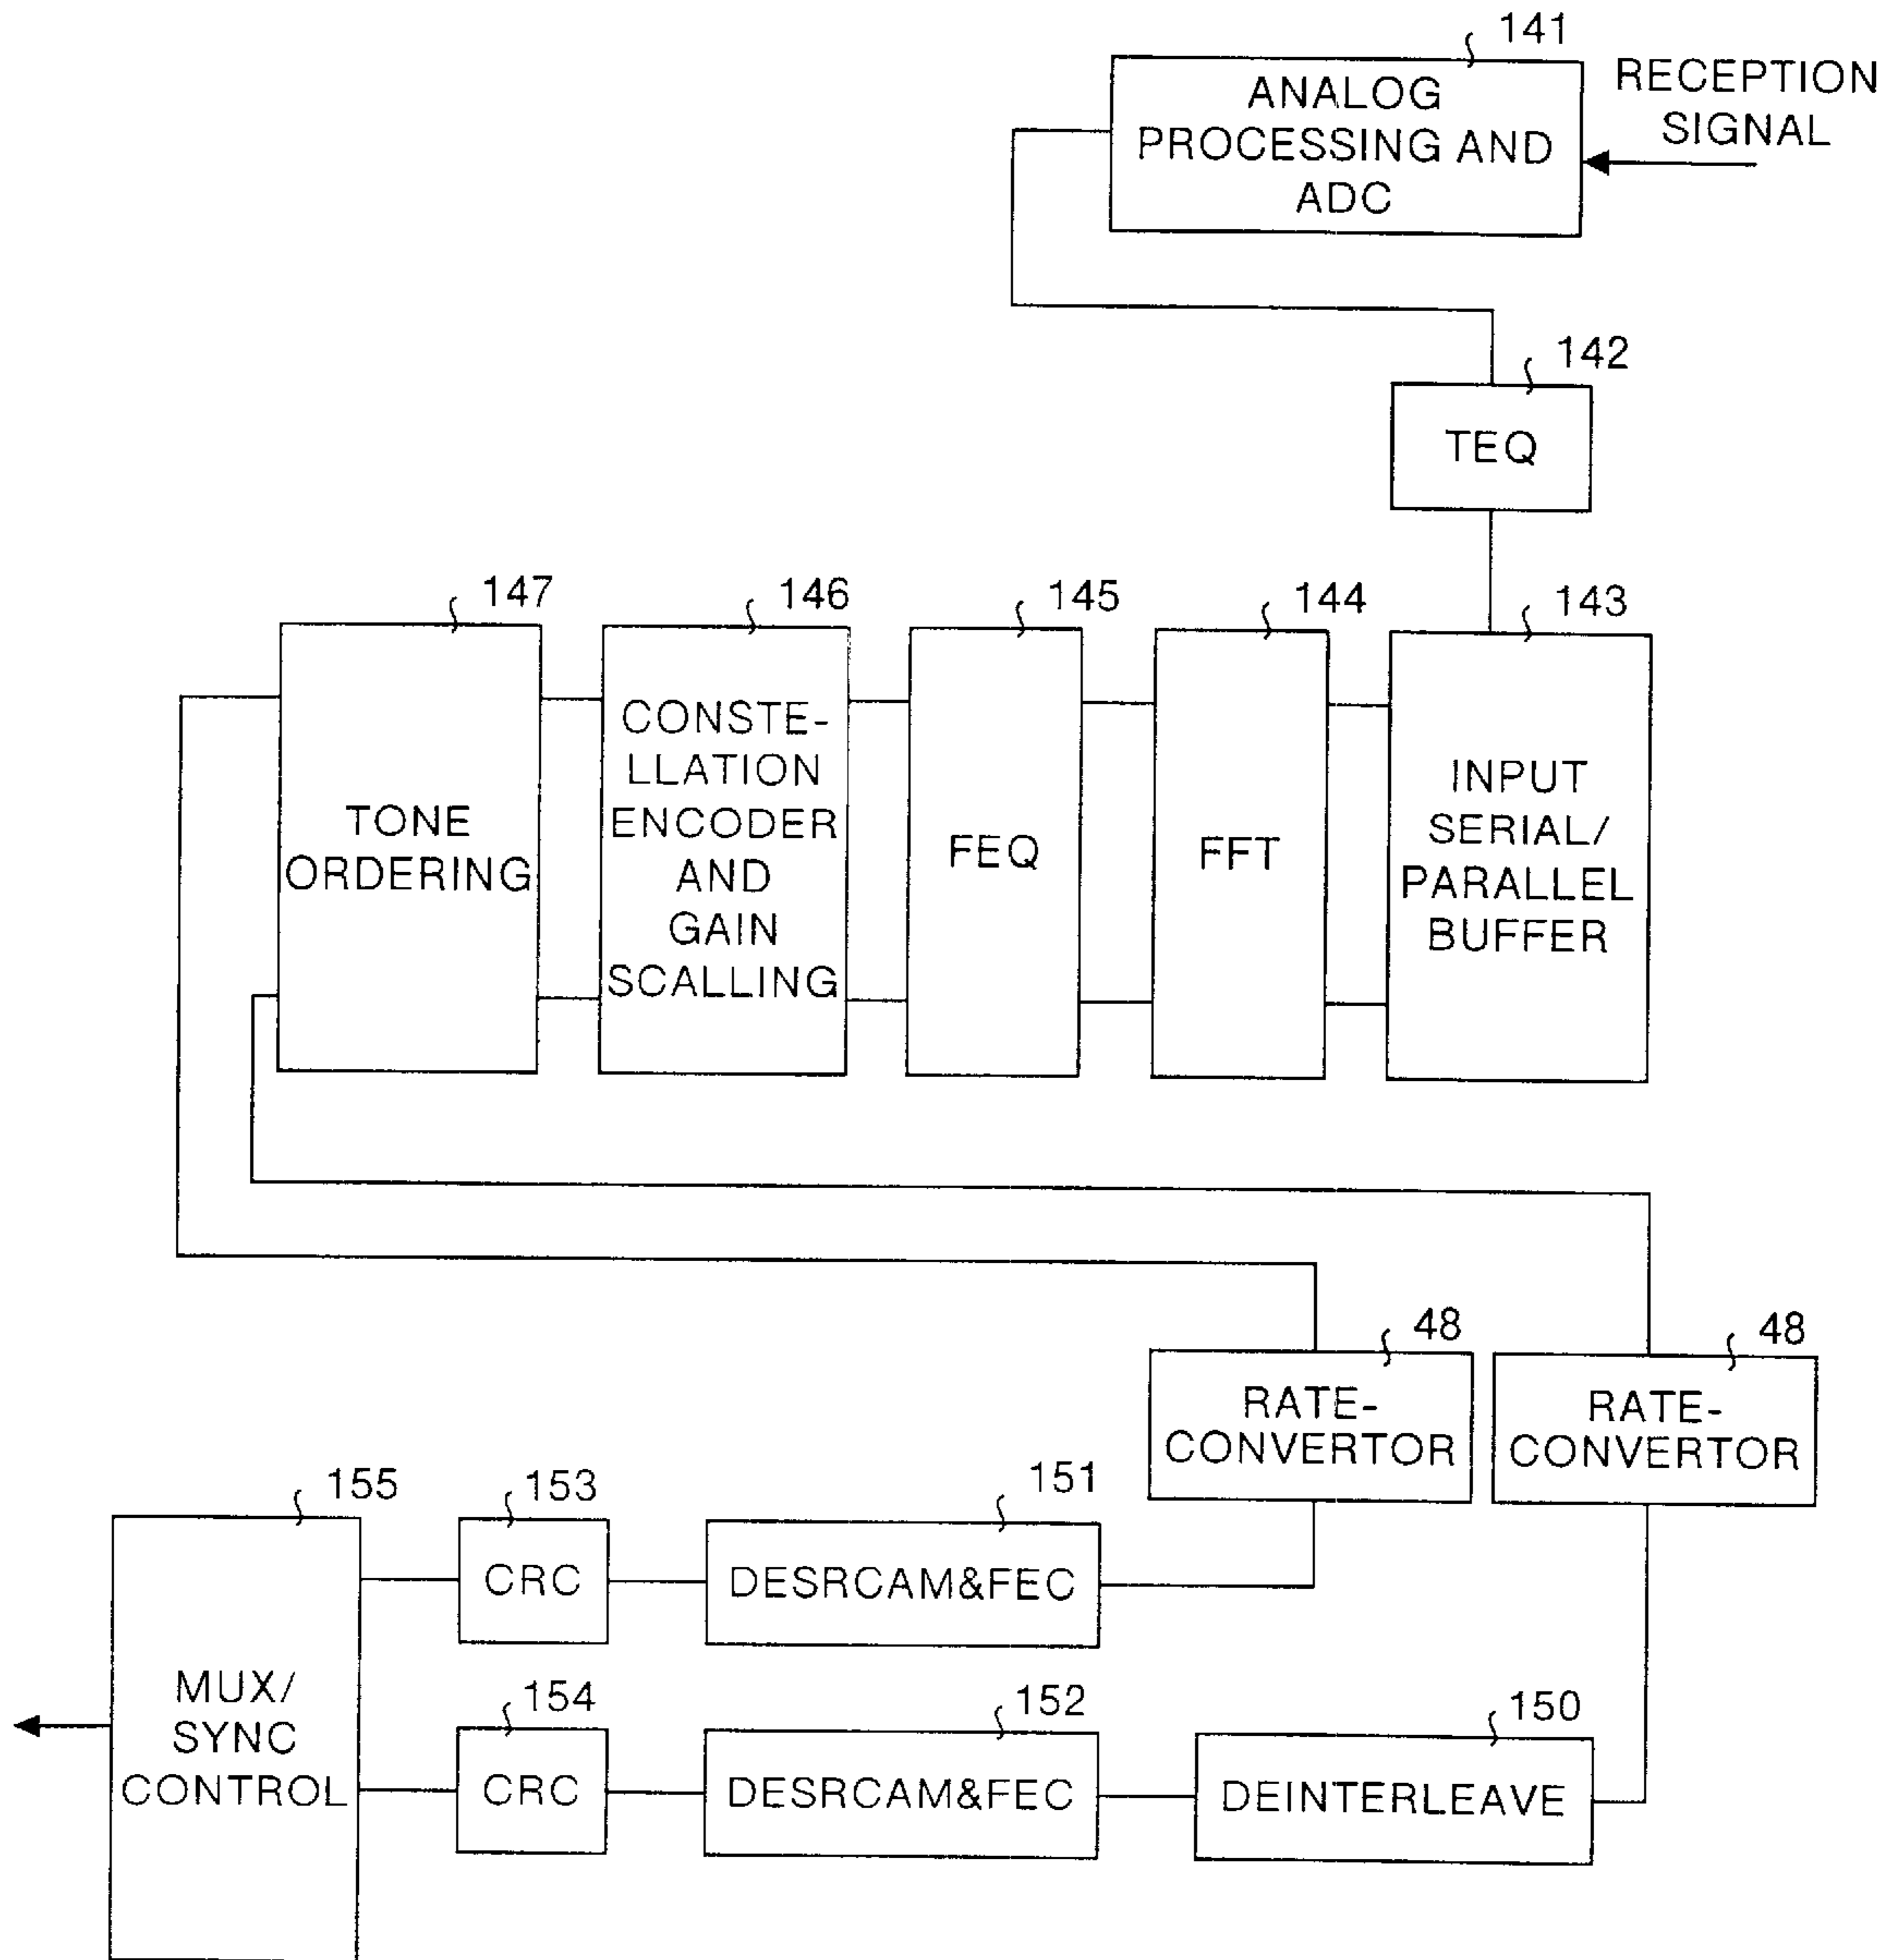 141
ANALOG
PROCESSING AND
ADC
RECEPTION
SIGNAL
142
TEQ
147
146
145
144
143
TONE
ORDERING
CONSTE-
LLATION
ENCODER
AND
GAIN
SCALLING
FEQ
FFT
INPUT
SERIAL/
PARALLEL
BUFFER
48
RATE-
CONVERTOR
48
RATE-
CONVERTOR
155
153
151
CRC
DESRCAM&FEC
MUX/
SYNC
CONTROL
154
152
150
CRC
DESRCAM&FEC
DEINTERLEAVE